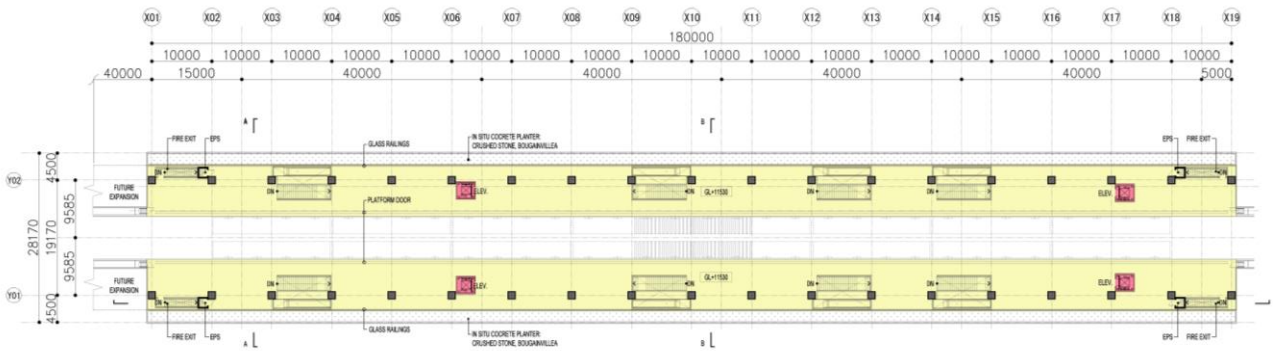 X01 X02 X03 X04 X05 X06 X07 X08 X09 X10 X11 X12 X13 X14 X15 X16 X17 X18 X19
180000
10000 10000 10000 10000 10000 10000 10000 10000 10000 10000 10000 10000 10000 10000 10000 10000 10000 10000
40000 15000 40000 40000 40000 40000 5000
A B
FIRE EXIT EPS GLASS RAILINGS IN SITU COCRETE PLANTER: EPS FIRE EXIT
CRUSHED STONE, BOUGAINVILLEA
4500
Y02
DN DN
FUTURE
EXPANSION
DN ELEV. DN GL+11530 DN DN ELEV.
PLATFORM DOOR
28170 19170 9585
9585
FUTURE
EXPANSION
DN ELEV. DN GL+11530 DN DN ELEV.
Y01
DN DN
4500
FIRE EXIT EPS GLASS RAILINGS IN SITU COCRETE PLANTER: EPS FIRE EXIT
CRUSHED STONE, BOUGAINVILLEA
A B